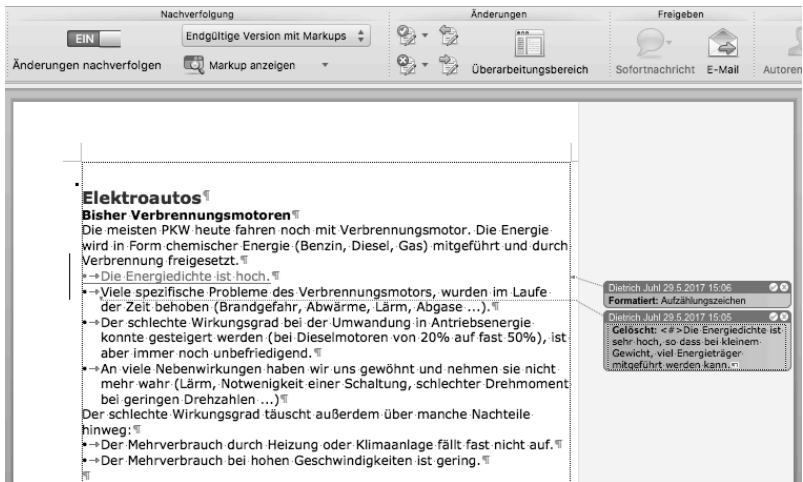 Nachverfolgung
Änderungen
Freigeben
EIN
Endgültige Version mit Markups
Änderungen nachverfolgen
Markup anzeigen
Überarbeitungsbereich
Sofortnachricht
E-Mail
Autoren
Elektroautos¶
Bisher Verbrennungsmotoren¶
Die meisten PKW heute fahren noch mit Verbrennungsmotor. Die Energie
wird in Form chemischer Energie (Benzin, Diesel, Gas) mitgeführt und durch
Verbrennung freigesetzt.¶
•→Die Energiedichte ist hoch.¶
•→Viele spezifische Probleme des Verbrennungsmotors, wurden im Laufe
der Zeit behoben (Brandgefahr, Abwärme, Lärm, Abgase ...).¶
•→Der schlechte Wirkungsgrad bei der Umwandung in Antriebsenergie
konnte gesteigert werden (bei Dieselmotoren von 20% auf fast 50%), ist
aber immer noch unbefriedigend.¶
•→An viele Nebenwirkungen haben wir uns gewöhnt und nehmen sie nicht
mehr wahr (Lärm, Notwenigkeit einer Schaltung, schlechter Drehmoment
bei geringen Drehzahlen ...)¶
Der schlechte Wirkungsgrad täuscht außerdem über manche Nachteile
hinweg:¶
•→Der Mehrverbrauch durch Heizung oder Klimaanlage fällt fast nicht auf.¶
•→Der Mehrverbrauch bei hohen Geschwindigkeiten ist gering.¶
¶
Dietrich Juhl 29.5.2017 15:06
Formatiert: Aufzählungszeichen
Dietrich Juhl 29.5.2017 15:05
Gelöscht: <#>Die Energiedichte ist
sehr hoch, so dass bei kleinem
Gewicht, viel Energieträger
mitgeführt werden kann.¶